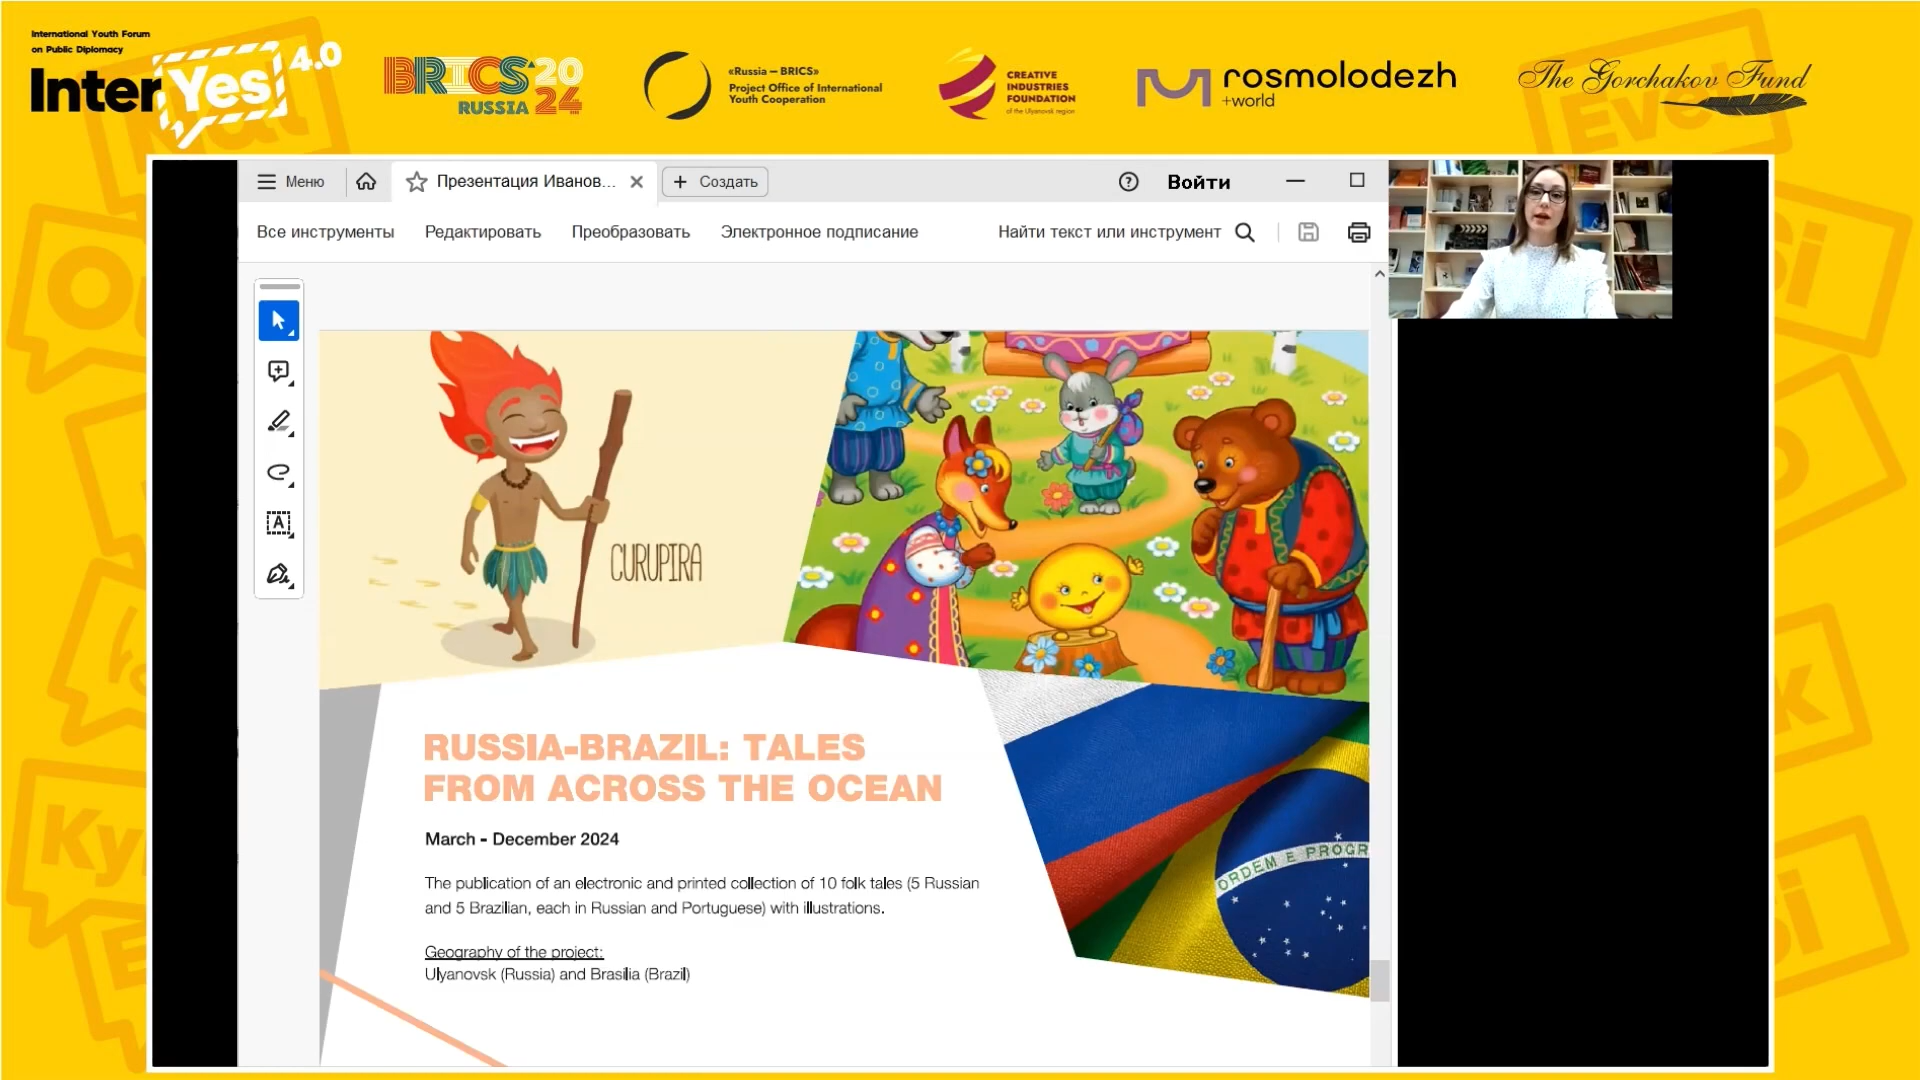 International Youth Forum
on Public Diplomacy
InterYes 4.0
BRICS 2024
RUSSIA
«Russia – BRICS»
Project Office of International
Youth Cooperation
CREATIVE
INDUSTRIES
FOUNDATION
of the Ulyanovsk region
rosmolodezh
+world
The Gorchakov Fund
Меню
Презентация Иванов...
Создать
Войти
Все инструменты
Редактировать
Преобразовать
Электронное подписание
Найти текст или инструмент
CURUPIRA
RUSSIA-BRAZIL: TALES
FROM ACROSS THE OCEAN
March - December 2024
The publication of an electronic and printed collection of 10 folk tales (5 Russian
and 5 Brazilian, each in Russian and Portuguese) with illustrations.
Geography of the project:
Ulyanovsk (Russia) and Brasilia (Brazil)
ORDEM E PROGR